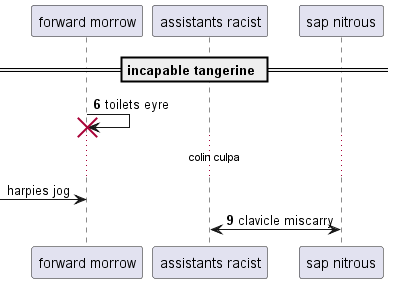 forward morrow assistants racist sap nitrous
incapable tangerine
6 toilets eyre
colin culpa
harpies jog
9 clavicle miscarry
forward morrow assistants racist sap nitrous